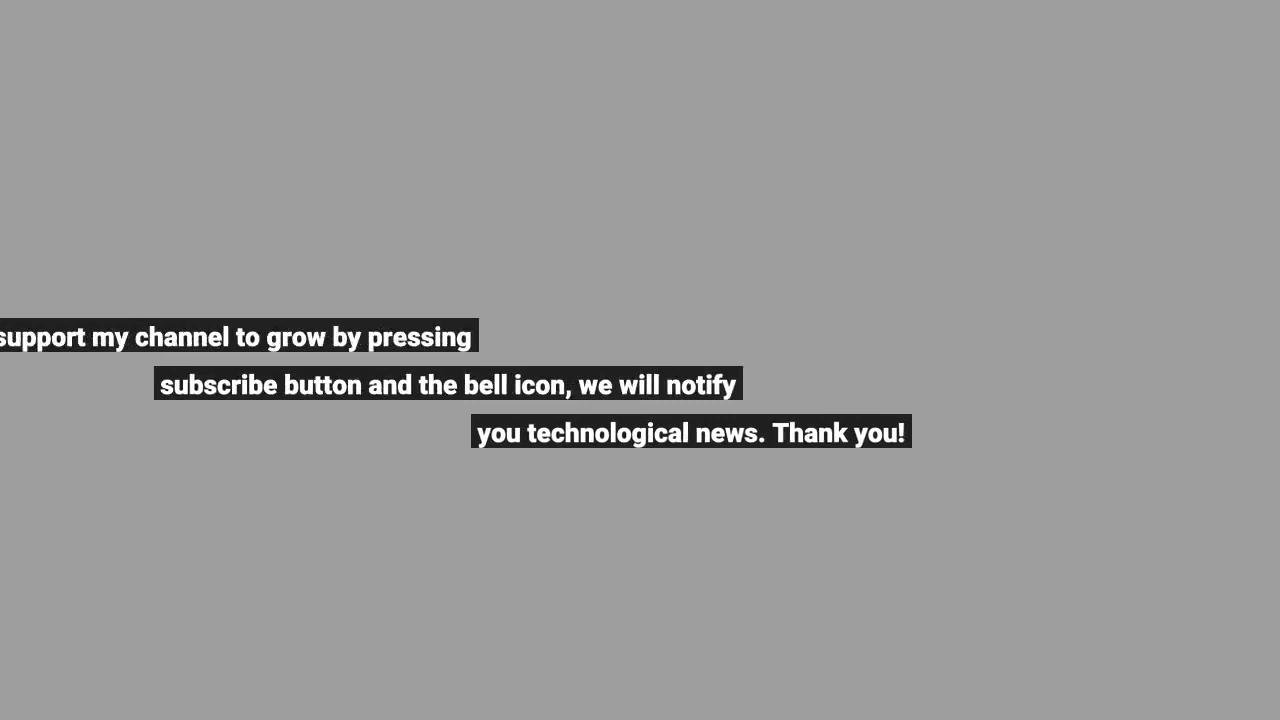 support my channel to grow by pressing
subscribe button and the bell icon, we will notify
you technological news. Thank you!